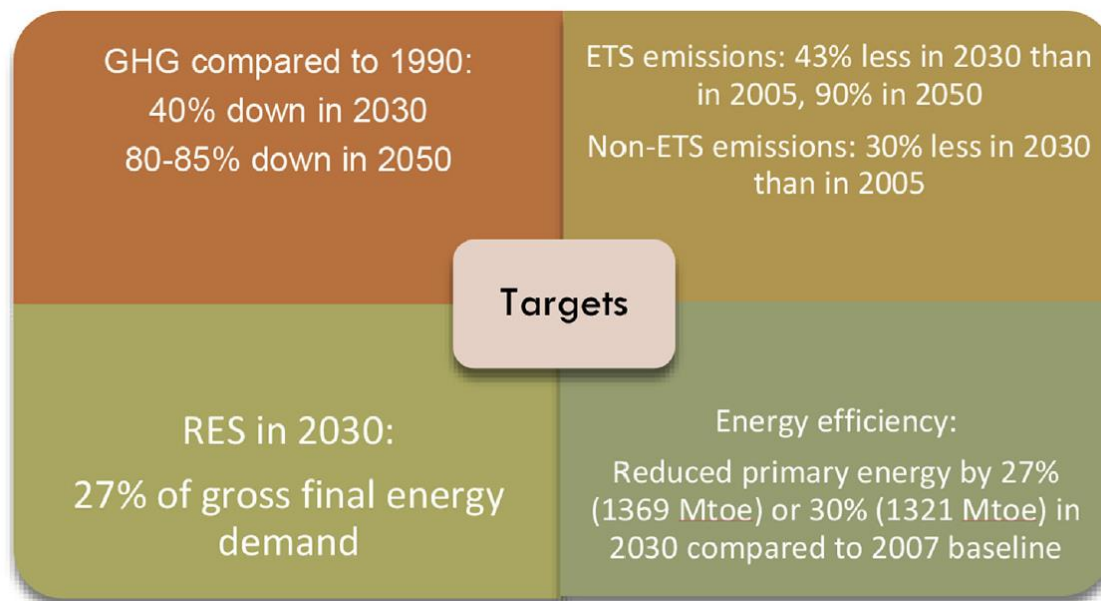 GHG compared to 1990:
40% down in 2030
80-85% down in 2050
ETS emissions: 43% less in 2030 than
in 2005, 90% in 2050
Non-ETS emissions: 30% less in 2030
than in 2005
Targets
RES in 2030:
27% of gross final energy
demand
Energy efficiency:
Reduced primary energy by 27%
(1369 Mtoe) or 30% (1321 Mtoe) in
2030 compared to 2007 baseline